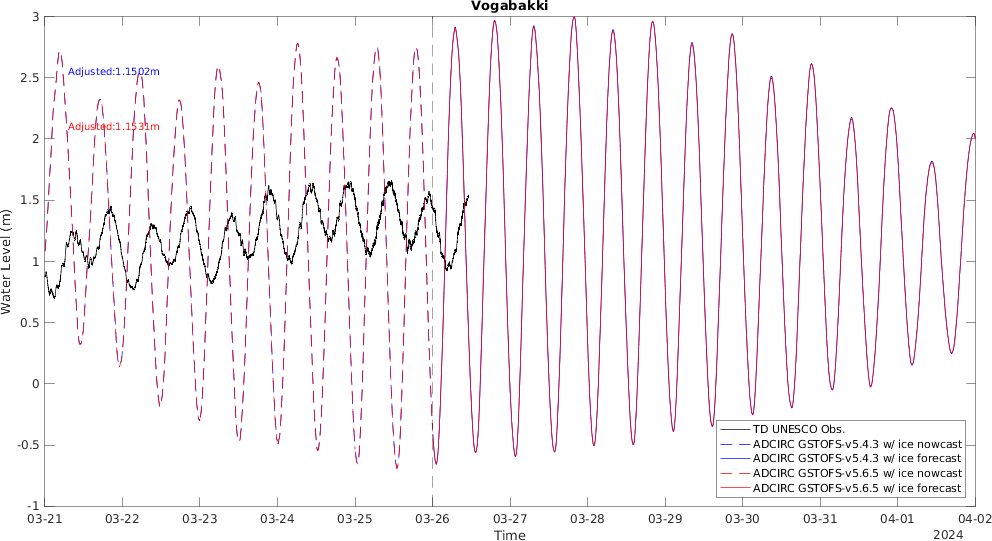 Vogabakki
3
2.5
2
1.5
1
0.5
0
-0.5
-1
Water Level (m)
Adjusted:1.1502m
Adjusted:1.1531m
TD UNESCO Obs.
ADCIRC GSTOFS-v5.4.3 w/ ice nowcast
ADCIRC GSTOFS-v5.4.3 w/ ice forecast
ADCIRC GSTOFS-v5.6.5 w/ ice nowcast
ADCIRC GSTOFS-v5.6.5 w/ ice forecast
03-21 03-22 03-23 03-24 03-25 03-26 03-27 03-28 03-29 03-30 03-31 04-01 04-02
Time
2024